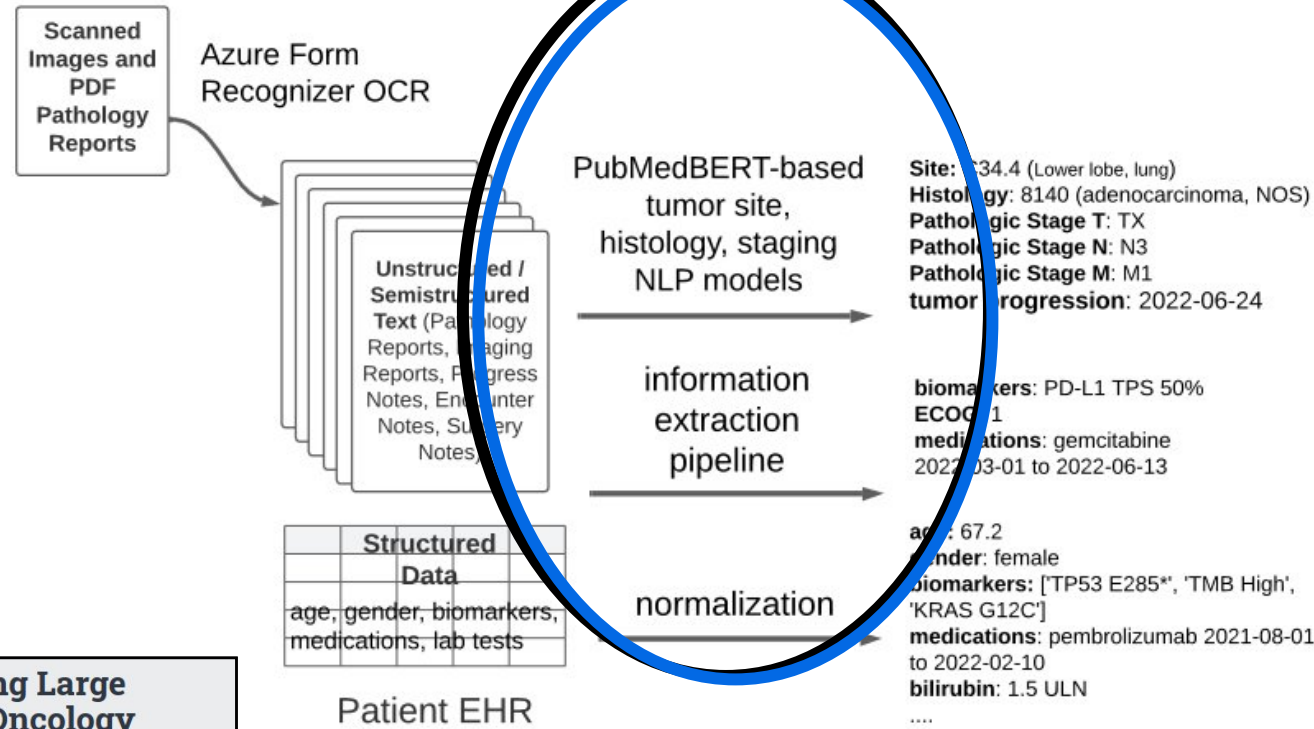 Scanned
Images and
PDF
Pathology
Reports
Azure Form
Recognizer OCR
Unstructured /
Semistructured
Text (Pathology
Reports, Imaging
Reports, Progress
Notes, Encounter
Notes, Surgery
Notes)
Structured
Data
age, gender, biomarkers,
medications, lab tests
Patient EHR
PubMedBERT-based
tumor site,
histology, staging
NLP models
information
extraction
pipeline
normalization
Site: C34.4 (Lower lobe, lung)
Histology: 8140 (adenocarcinoma, NOS)
Pathologic Stage T: TX
Pathologic Stage N: N3
Pathologic Stage M: M1
tumor progression: 2022-06-24
biomarkers: PD-L1 TPS 50%
ECOG: 1
medications: gemcitabine
2022-03-01 to 2022-06-13
age: 67.2
gender: female
biomarkers: ['TP53 E285*', 'TMB High',
'KRAS G12C']
medications: pembrolizumab 2021-08-01
to 2022-02-10
bilirubin: 1.5 ULN
....
ng Large
Oncology